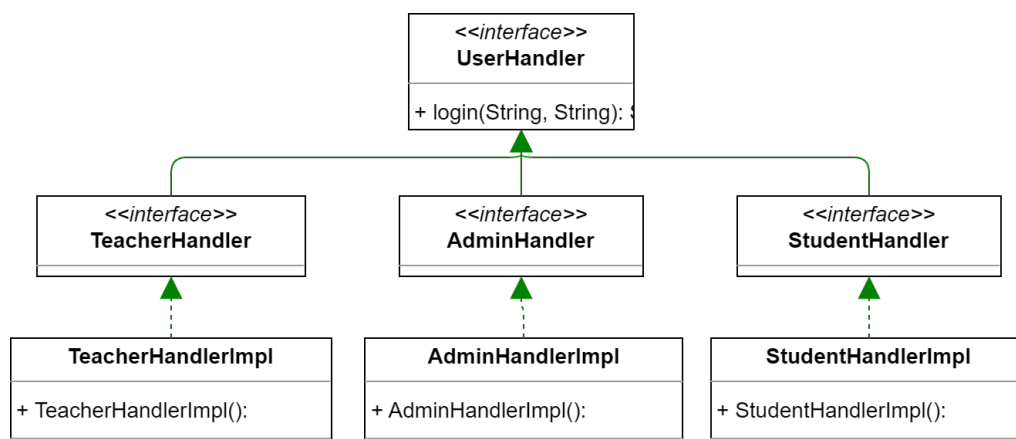 <<interface>>
UserHandler
+ login(String, String):
<<interface>>
TeacherHandler
<<interface>>
AdminHandler
<<interface>>
StudentHandler
TeacherHandlerImpl
+ TeacherHandlerImpl():
AdminHandlerImpl
+ AdminHandlerImpl():
StudentHandlerImpl
+ StudentHandlerImpl():